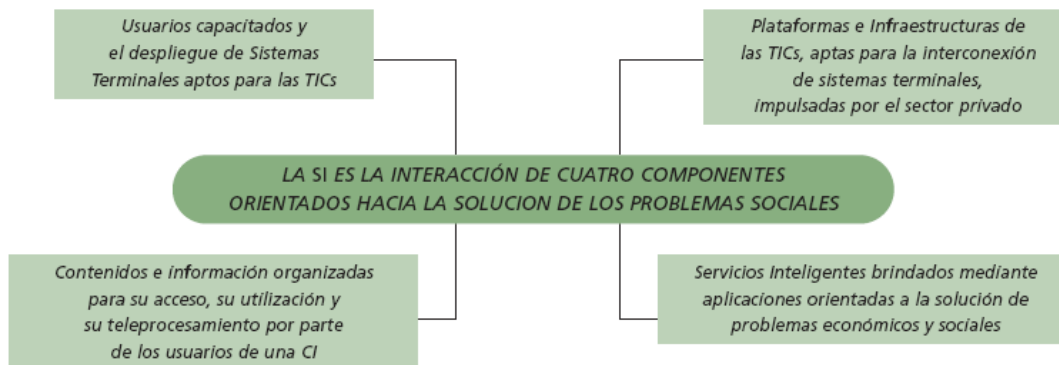 Usuarios capacitados y
el despliegue de Sistemas
Terminales aptos para las TICs
Plataformas e Infraestructuras de
las TICs, aptas para la interconexión
de sistemas terminales,
impulsadas por el sector privado
LA SI ES LA INTERACCIÓN DE CUATRO COMPONENTES
ORIENTADOS HACIA LA SOLUCION DE LOS PROBLEMAS SOCIALES
Contenidos e información organizadas
para su acceso, su utilización y
su teleprocesamiento por parte
de los usuarios de una CI
Servicios Inteligentes brindados mediante
aplicaciones orientadas a la solución de
problemas económicos y sociales